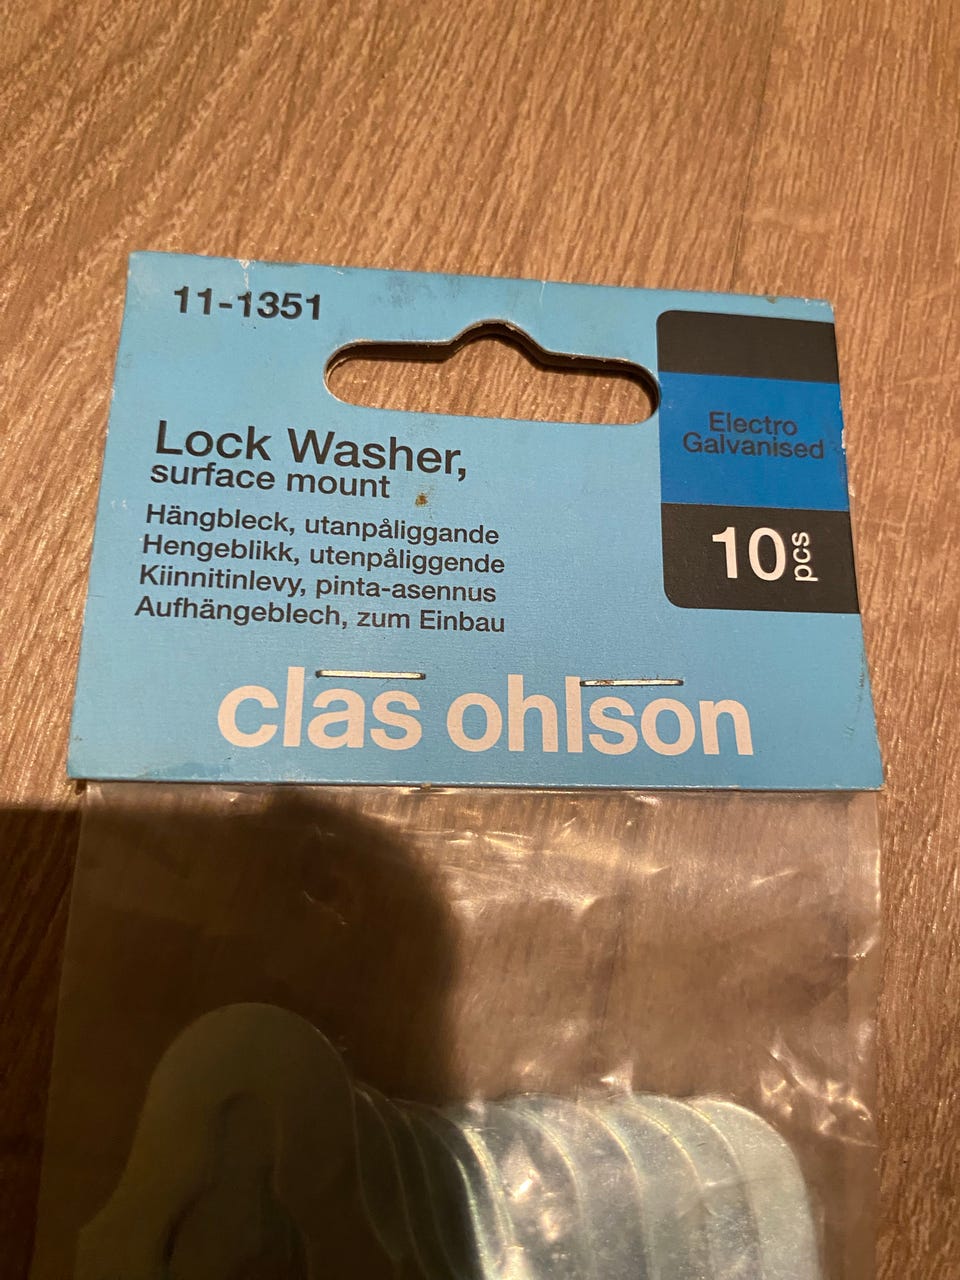 11-1351
Lock Washer,
surface mount
Hängbleck, utanpåliggande
Hengeblikk, utenpåliggende
Kiinnitinlevy, pinta-asennus
Aufhängeblech, zum Einbau
Electro
Galvanised
10 pcs
clas ohlson